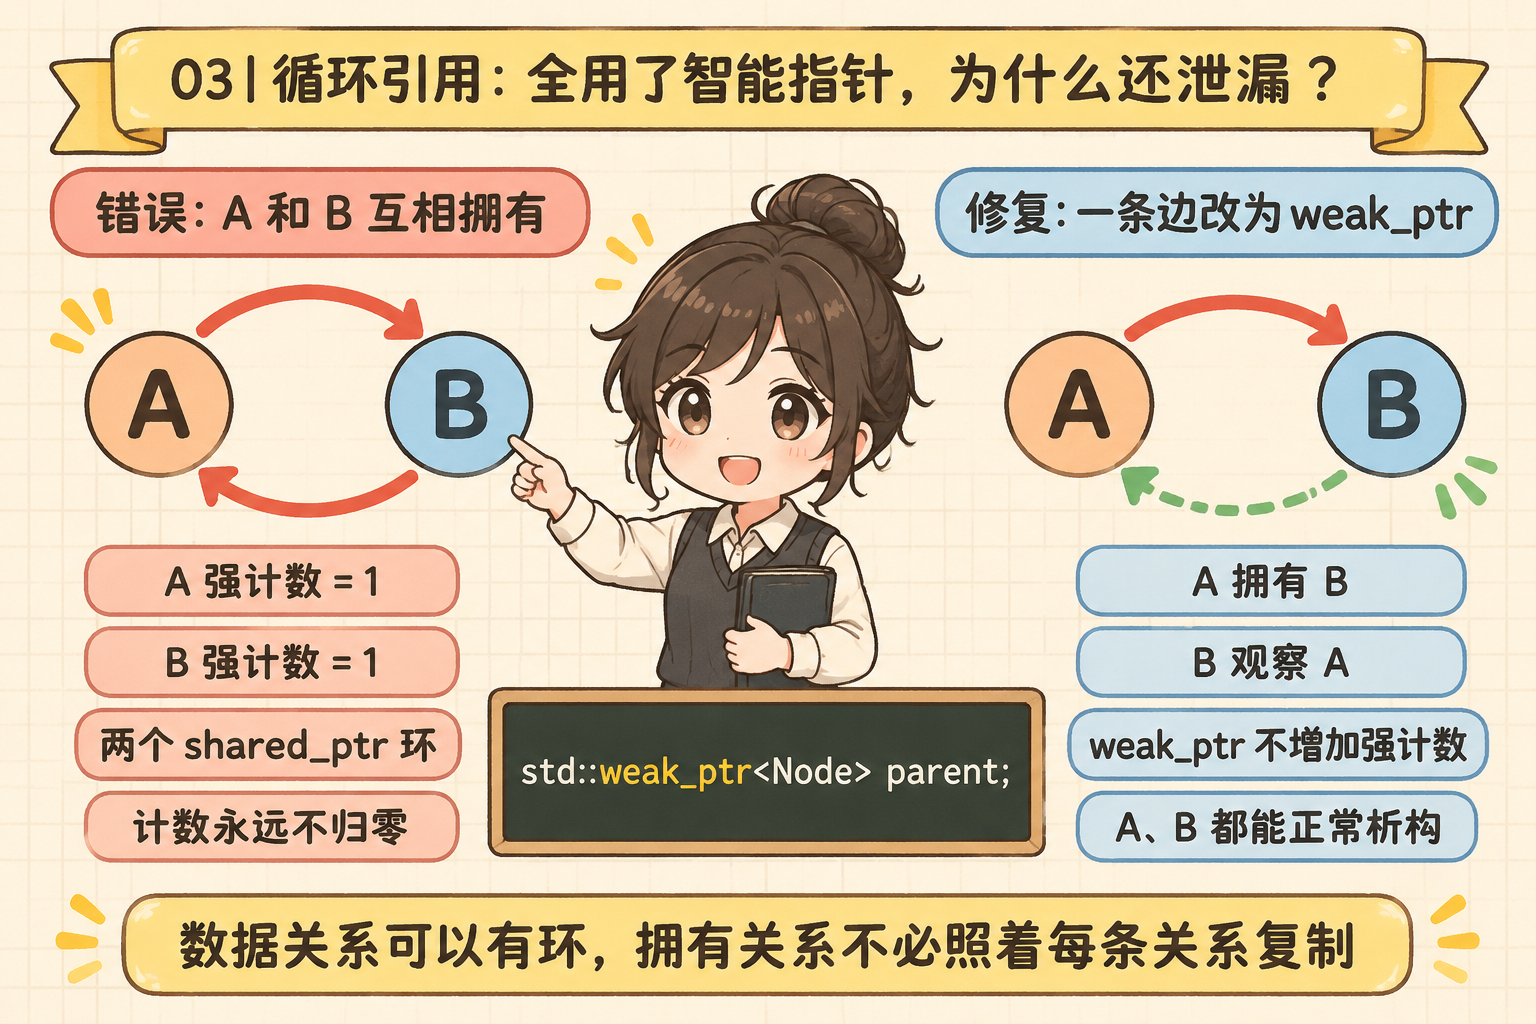 03 | 循环引用：全用了智能指针，为什么还泄漏？
错误：A 和 B 互相拥有
修复：一条边改为 weak_ptr
A
B
A
B
A 强计数 = 1
B 强计数 = 1
两个 shared_ptr 环
计数永远不归零
std::weak_ptr<Node> parent;
A 拥有 B
B 观察 A
weak_ptr 不增加强计数
A、B 都能正常析构
数据关系可以有环，拥有关系不必照着每条关系复制